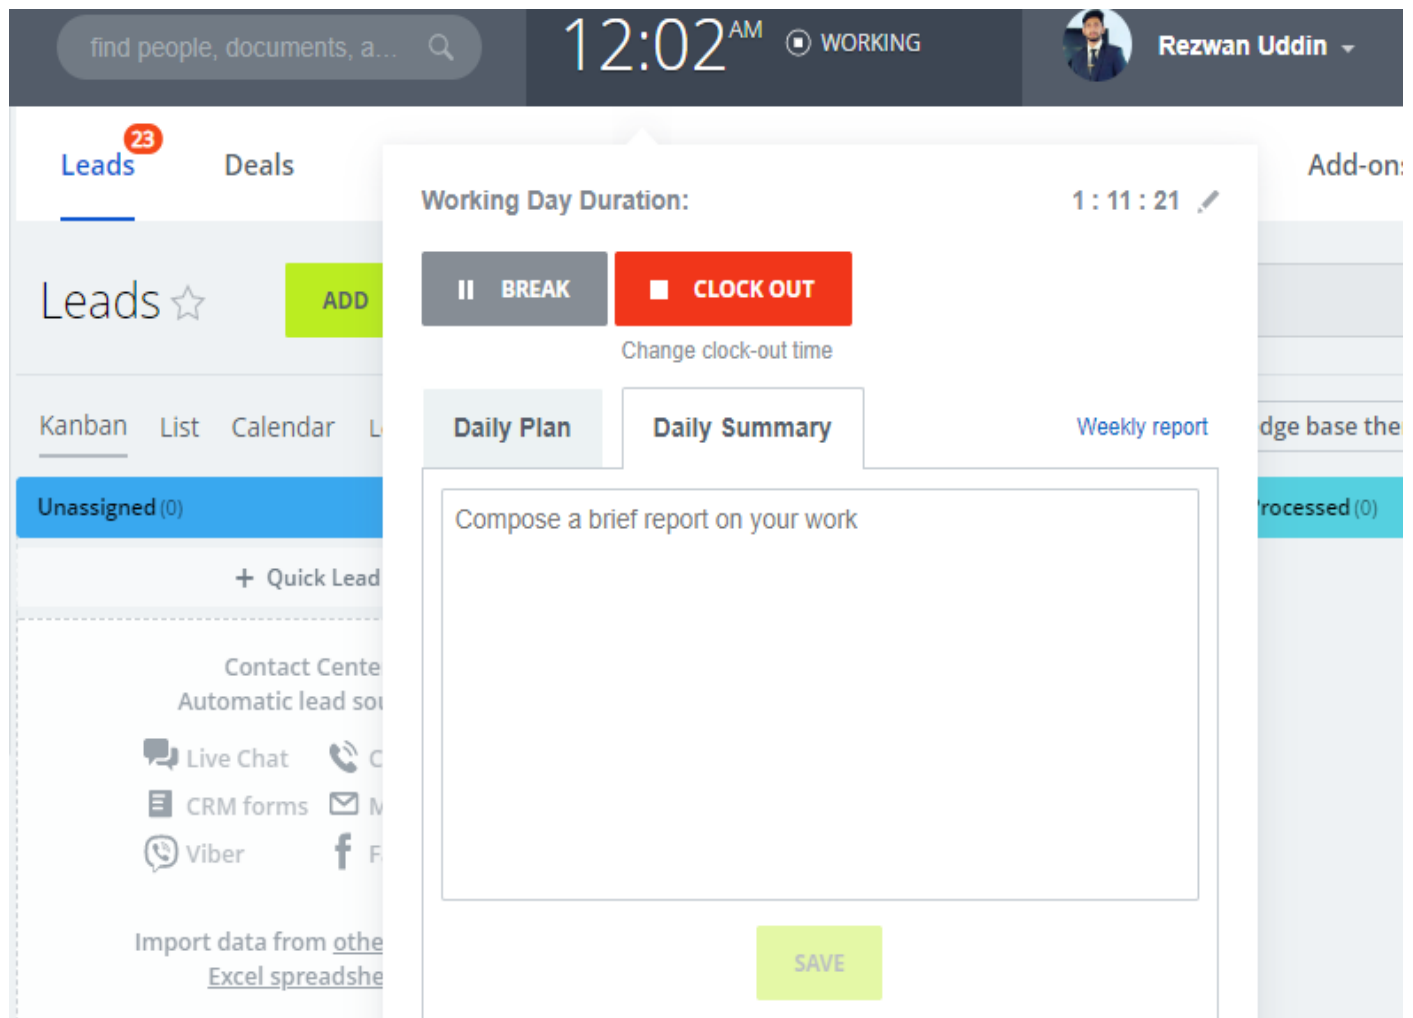 find people, documents, a...
12:02 AM
WORKING
Rezwan Uddin
Leads
23
Deals
Add-ons
Working Day Duration:
1 : 11 : 21
Leads
ADD
BREAK
CLOCK OUT
Change clock-out time
Kanban
List
Calendar
Daily Plan
Daily Summary
Weekly report
dge base the
Unassigned (0)
rocessed (0)
Compose a brief report on your work
+ Quick Lead
Contact Cente
Automatic lead sou
Live Chat
C
CRM forms
M
Viber
F
Import data from othe
Excel spreadshe
SAVE